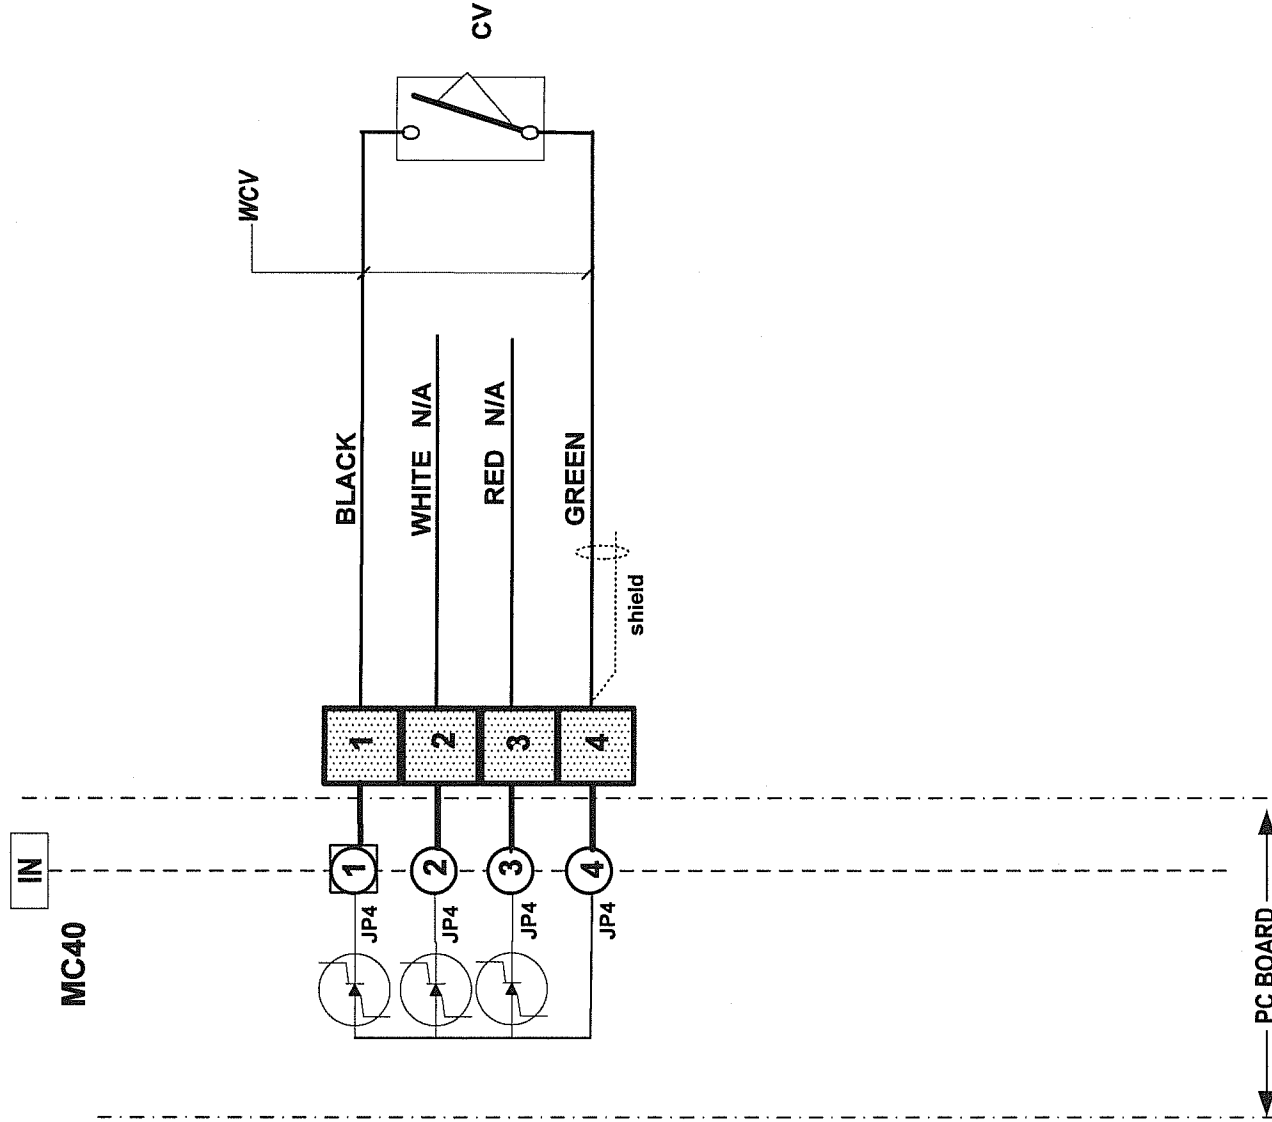 MC40
IN
JP4
JP4
JP4
JP4
1
2
3
4
1
2
3
4
BLACK
WHITE N/A
RED N/A
GREEN
shield
WCV
CV
PC BOARD